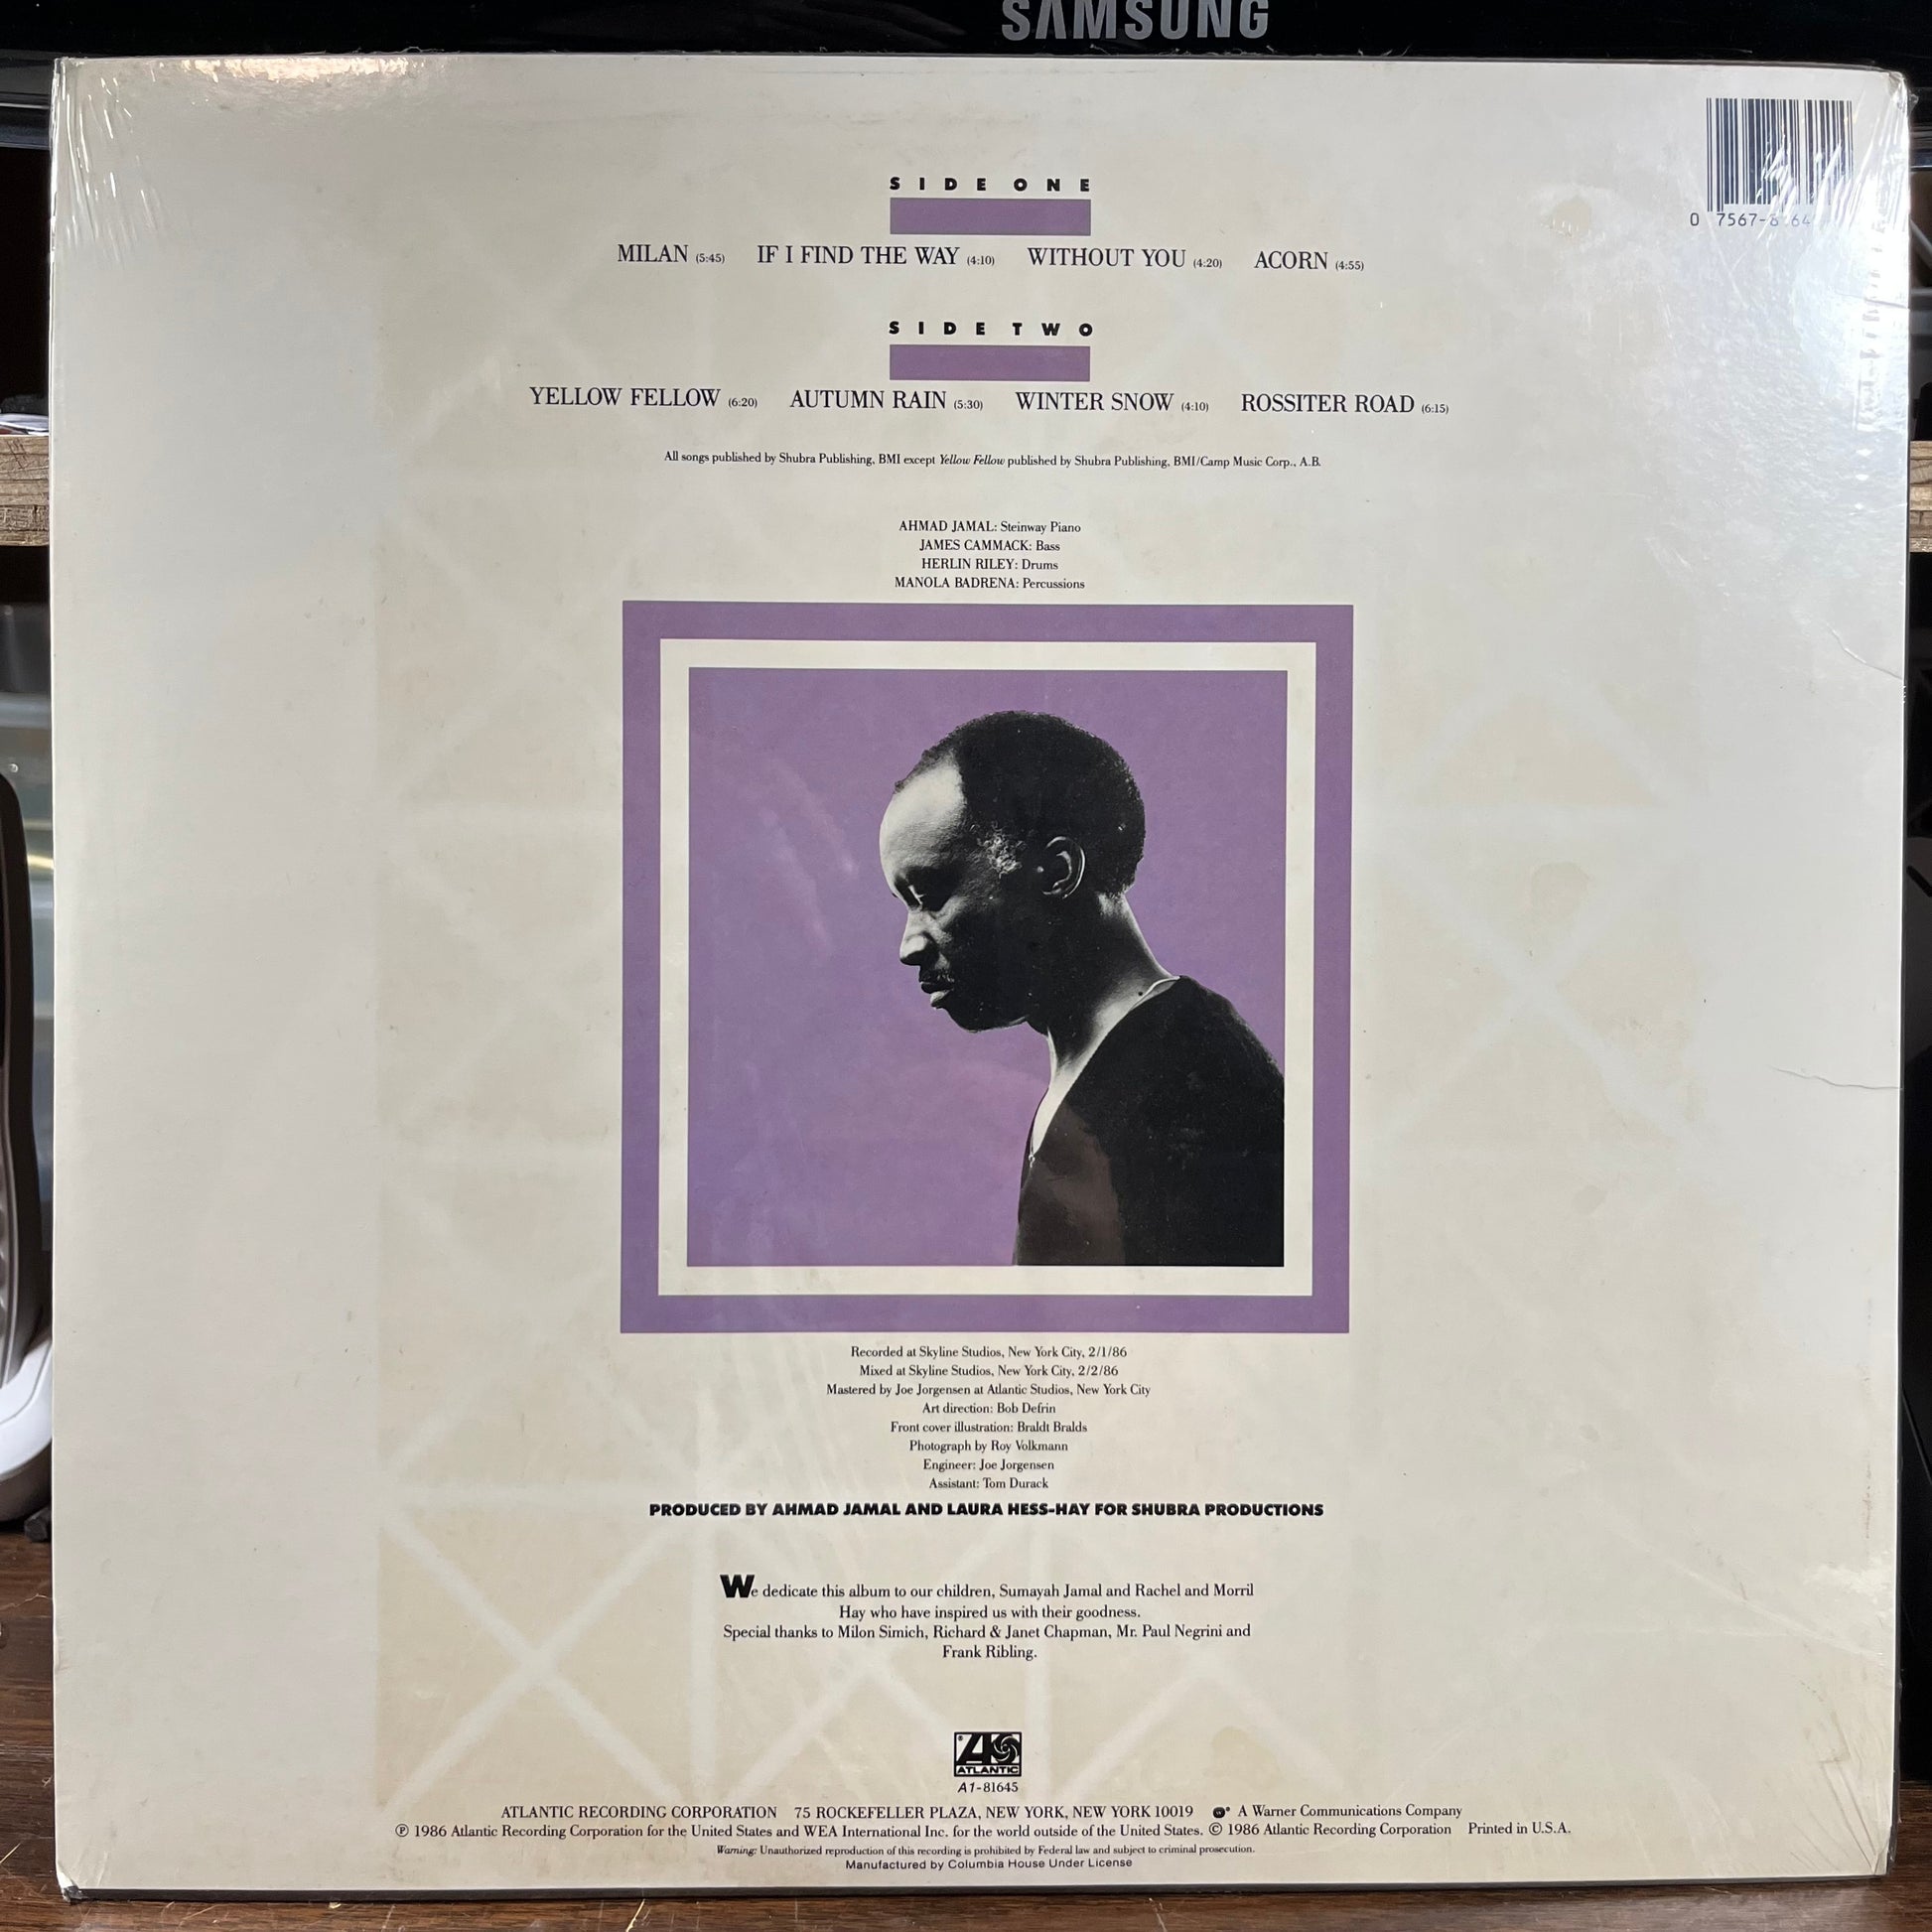 SAMSUNG
SIDE ONE
MILAN (5:45) IF I FIND THE WAY (4:10) WITHOUT YOU (4:20) ACORN (4:55)
SIDE TWO
YELLOW FELLOW (6:20) AUTUMN RAIN (5:30) WINTER SNOW (4:10) ROSSITER ROAD (6:15)
All songs published by Shubra Publishing, BMI except Yellow Fellow published by Shubra Publishing, BMI/Camp Music Corp., A.B.
AHMAD JAMAL: Steinway Piano
JAMES CAMMACK: Bass
HERLIN RILEY: Drums
MANOLA BADRENA: Percussions
Recorded at Skyline Studios, New York City, 2/1/86
Mixed at Skyline Studios, New York City, 2/2/86
Mastered by Joe Jorgensen at Atlantic Studios, New York City
Art direction: Bob Defrin
Front cover illustration: Braldt Bralds
Photograph by Roy Volkmann
Engineer: Joe Jorgensen
Assistant: Tom Durack
PRODUCED BY AHMAD JAMAL AND LAURA HESS-HAY FOR SHUBRA PRODUCTIONS
We dedicate this album to our children, Sumayah Jamal and Rachel and Morril
Hay who have inspired us with their goodness.
Special thanks to Milon Simich, Richard & Janet Chapman, Mr. Paul Negrini and
Frank Ribling.
ATLANTIC
A1-81645
ATLANTIC RECORDING CORPORATION 75 ROCKEFELLER PLAZA, NEW YORK, NEW YORK 10019 A Warner Communications Company
℗ 1986 Atlantic Recording Corporation for the United States and WEA International Inc. for the world outside of the United States. © 1986 Atlantic Recording Corporation Printed in U.S.A.
Warning: Unauthorized reproduction of this recording is prohibited by Federal law and subject to criminal prosecution.
Manufactured by Columbia House Under License